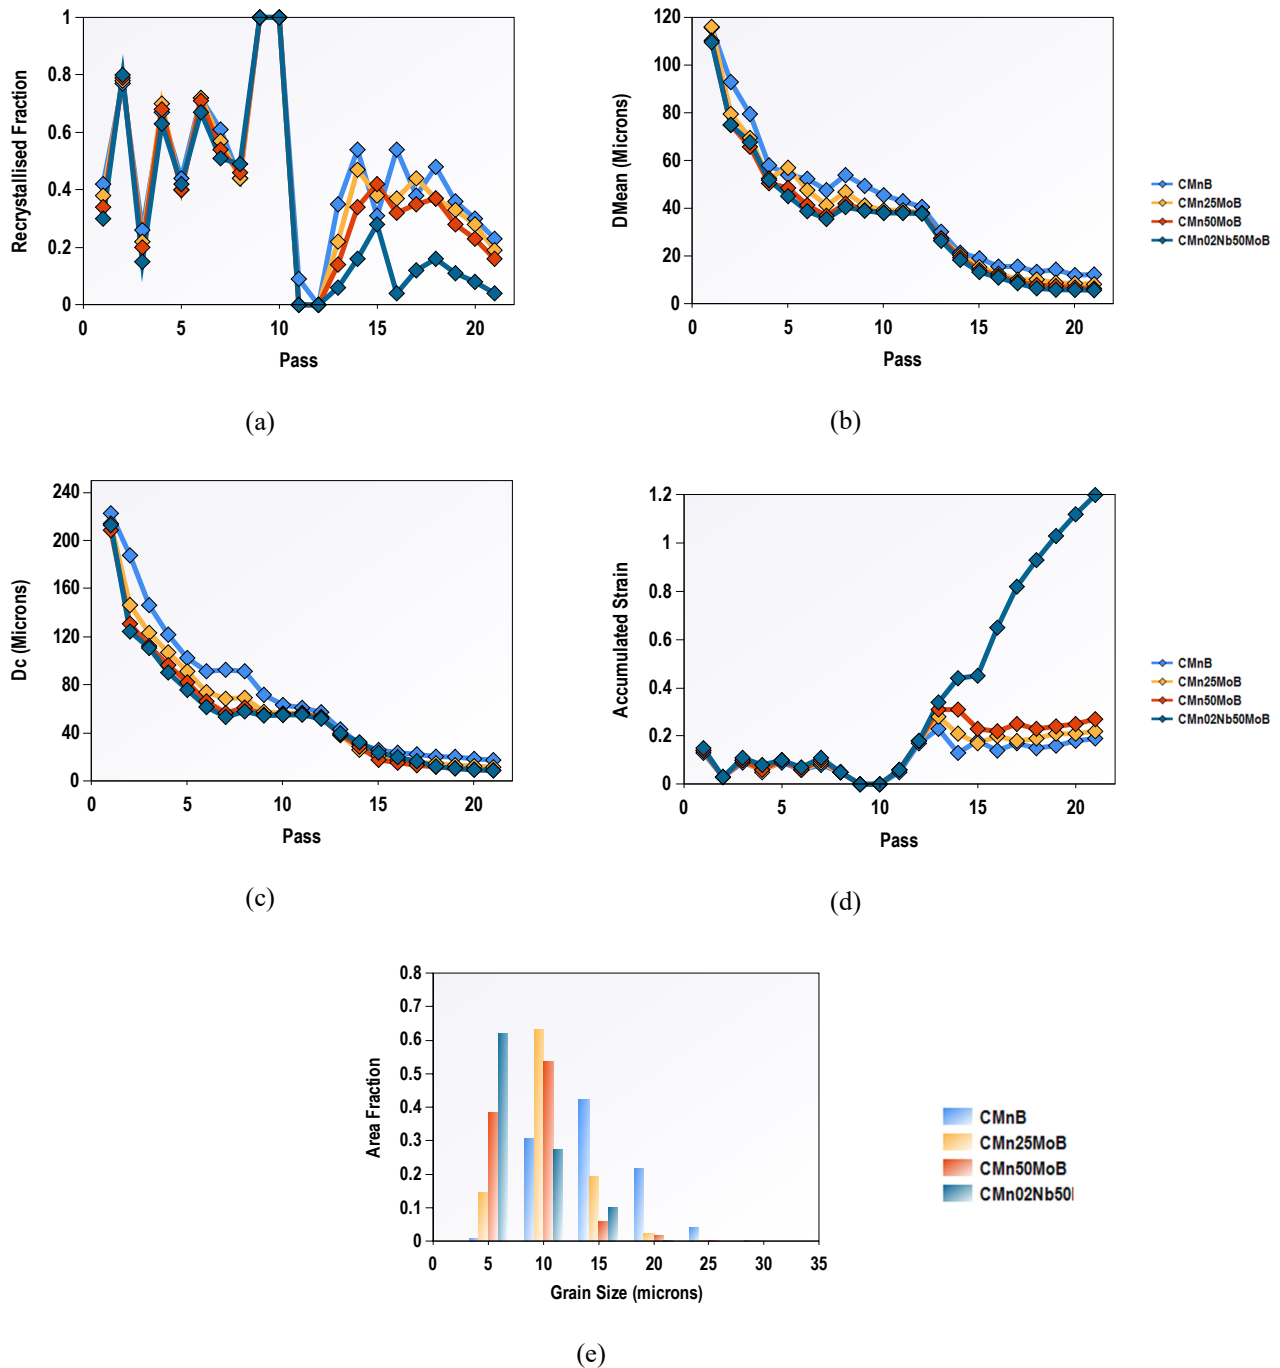 1
0.8
0.6
0.4
0.2
0
0 5 10 15 20
Recrystallised Fraction
Pass
(a)
120
100
80
60
40
20
0
0 5 10 15 20
DMean (Microns)
Pass
(b)
CMnB
CMn25MoB
CMn50MoB
CMn02Nb50MoB
240
200
160
120
80
40
0
0 5 10 15 20
Dc (Microns)
Pass
(c)
1.2
1
0.8
0.6
0.4
0.2
0
0 5 10 15 20
Accumulated Strain
Pass
(d)
CMnB
CMn25MoB
CMn50MoB
CMn02Nb50MoB
0.8
0.7
0.6
0.5
0.4
0.3
0.2
0.1
0
0 5 10 15 20 25 30 35
Area Fraction
Grain Size (microns)
(e)
CMnB
CMn25MoB
CMn50MoB
CMn02Nb50